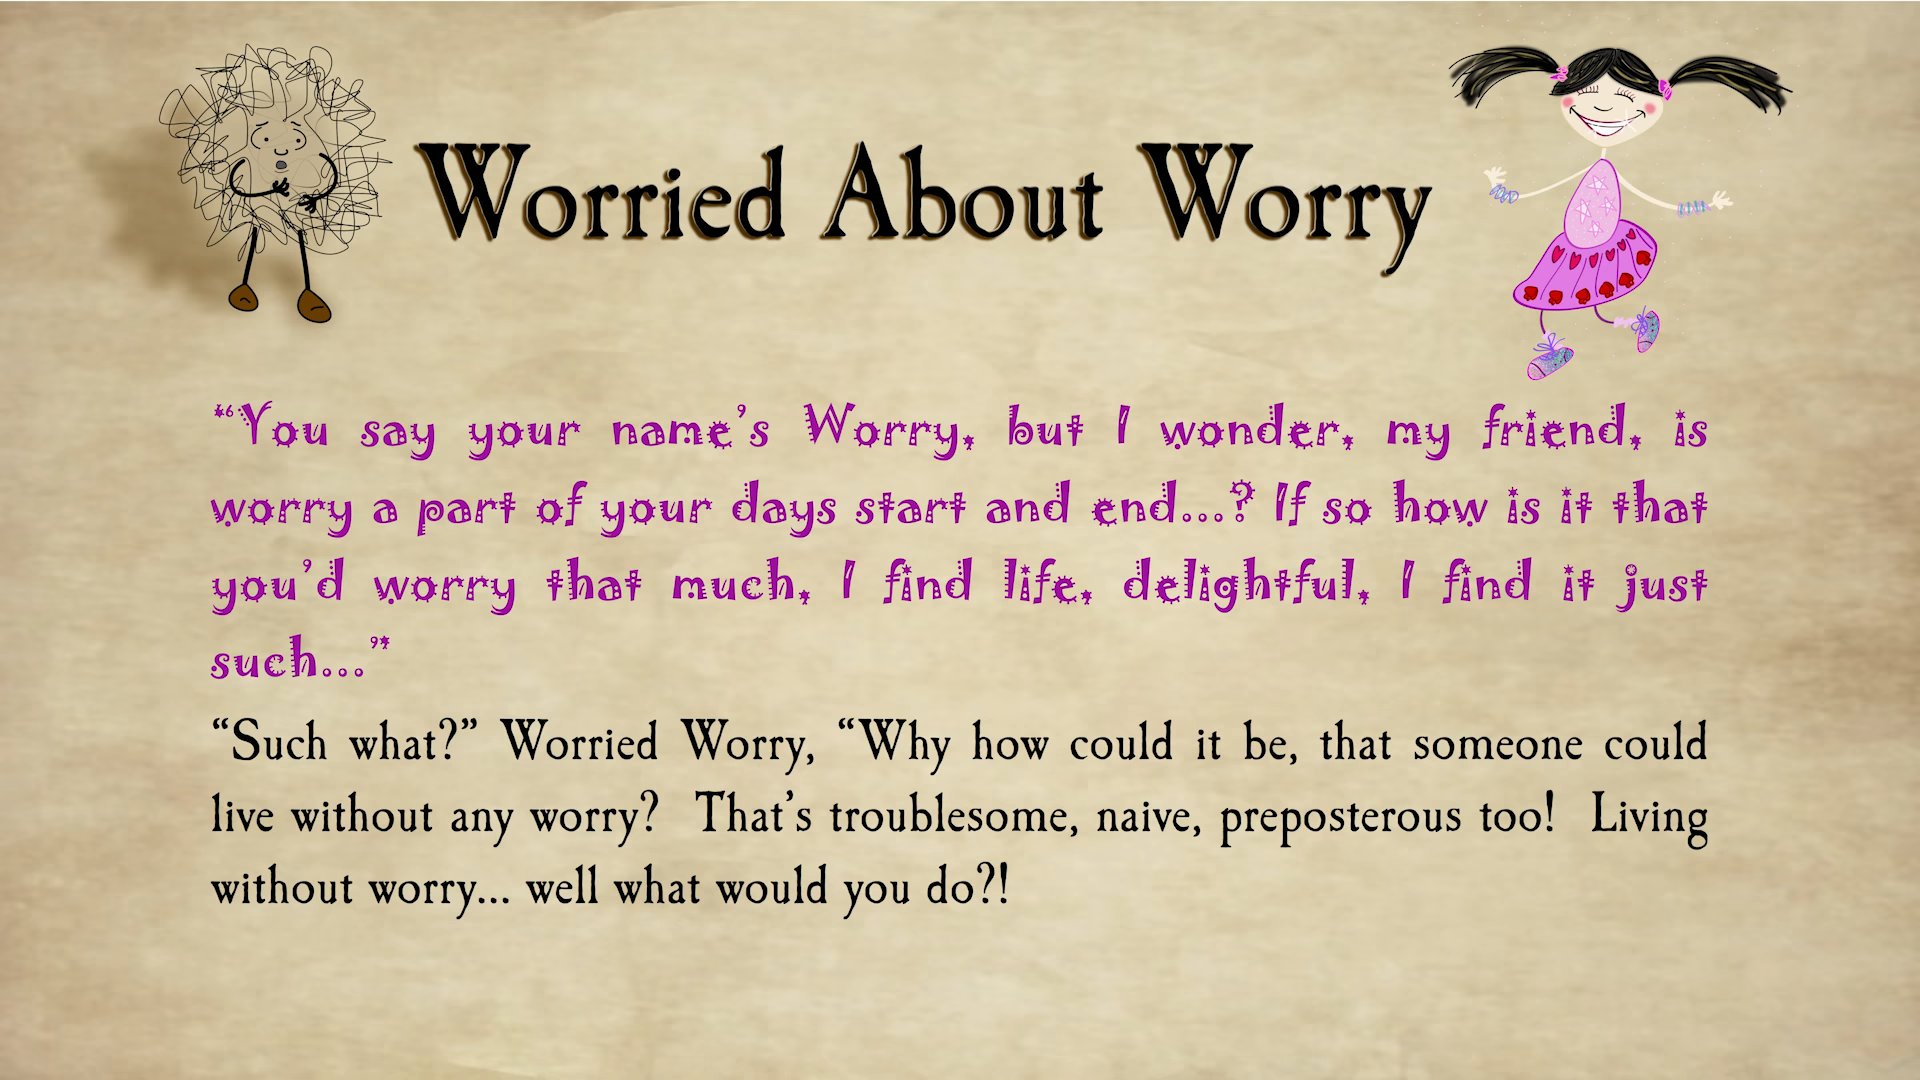 Worried About Worry
“You say your name’s Worry, but I wonder, my friend, is
worry a part of your days start and end...? If so how is it that
you’d worry that much, I find life, delightful, I find it just
such...”
“Such what?” Worried Worry, “Why how could it be, that someone could
live without any worry?  That’s troublesome, naive, preposterous too!  Living
without worry... well what would you do?!